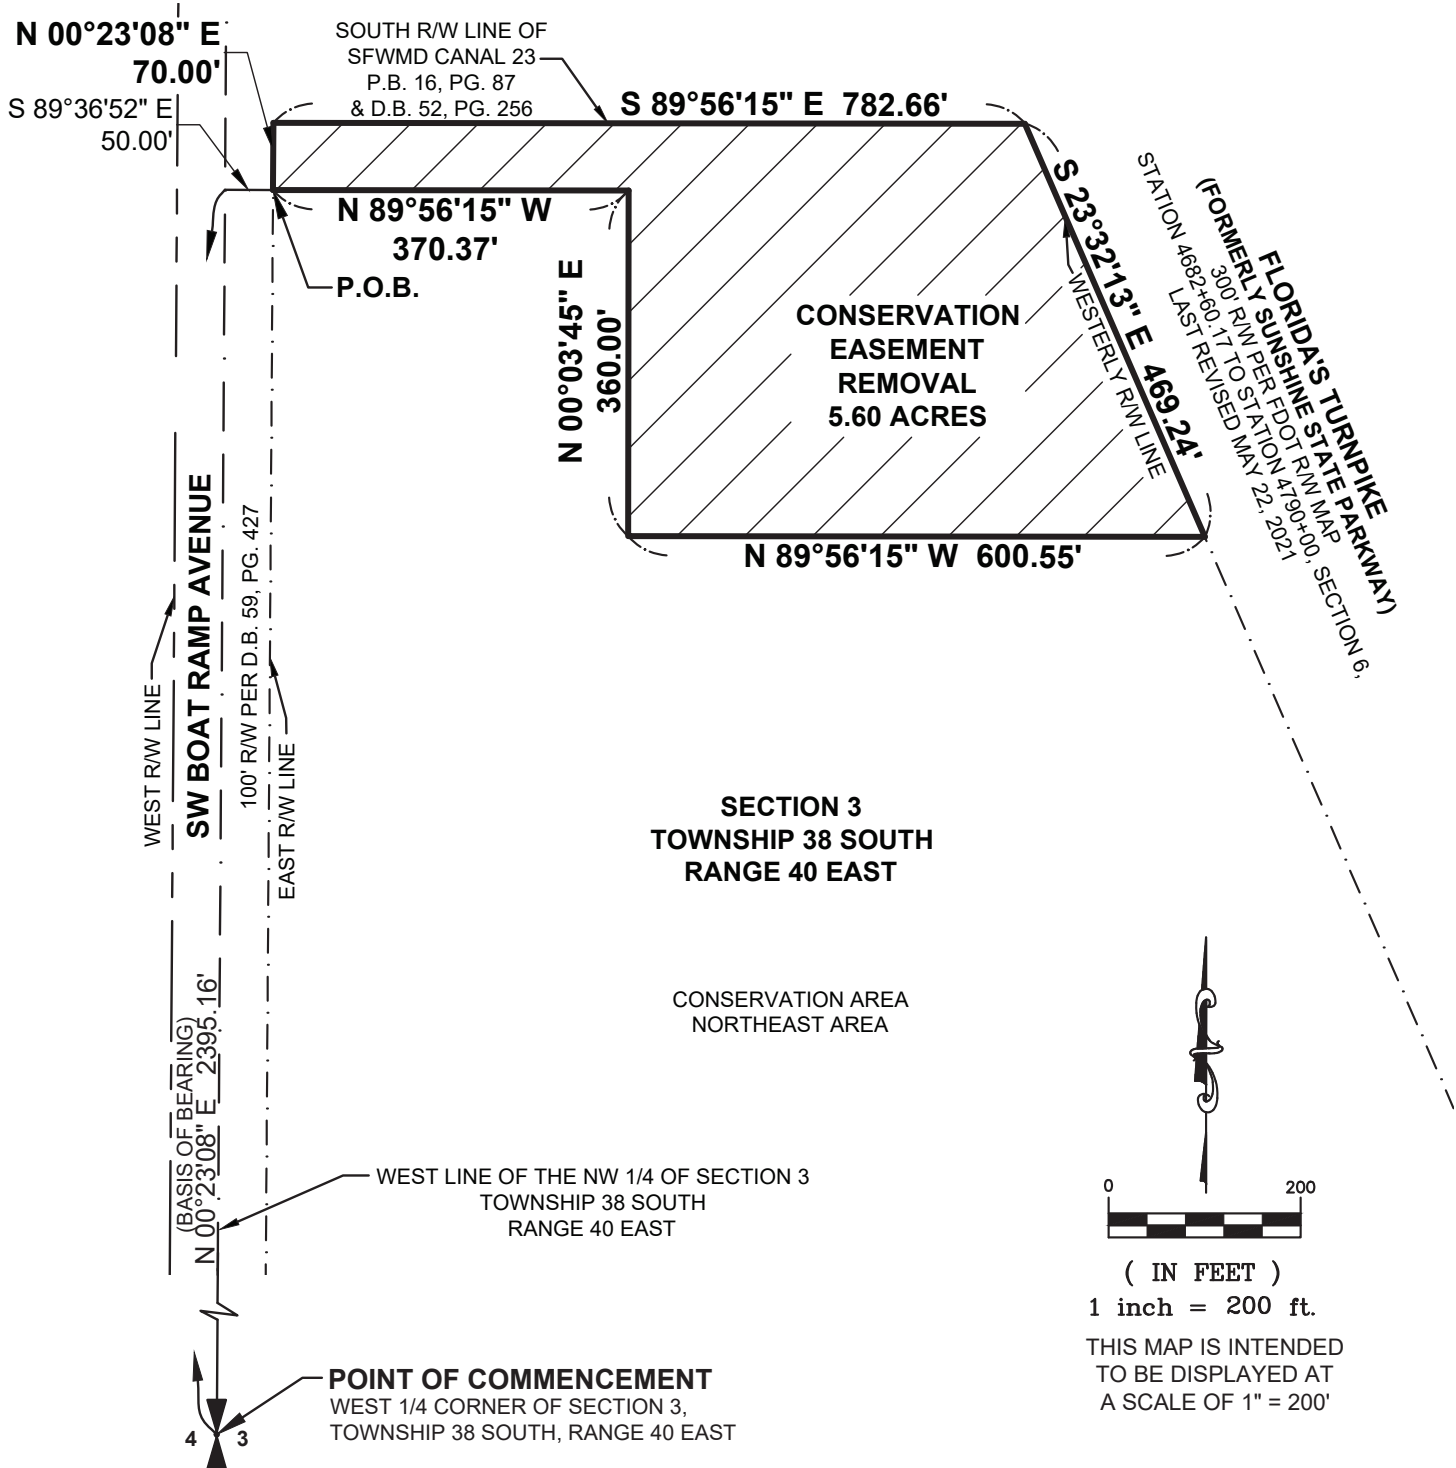 N 00°23'08" E
70.00'
S 89°36'52" E
50.00'
SOUTH R/W LINE OF
SFWMD CANAL 23
P.B. 16, PG. 87
& D.B. 52, PG. 256
S 89°56'15" E 782.66'
N 89°56'15" W
370.37'
P.O.B.
N 00°03'45" E
360.00'
CONSERVATION
EASEMENT
REMOVAL
5.60 ACRES
S 23°32'13" E 469.24'
WESTERLY R/W LINE
FLORIDA'S TURNPIKE
(FORMERLY SUNSHINE STATE PARKWAY)
300' R/W PER FDOT R/W MAP
STATION 4682+60.17 TO STATION 4790+00, SECTION 6,
LAST REVISED MAY 22, 2021
N 89°56'15" W 600.55'
WEST R/W LINE
SW BOAT RAMP AVENUE
100' R/W PER D.B. 59, PG. 427
EAST R/W LINE
SECTION 3
TOWNSHIP 38 SOUTH
RANGE 40 EAST
CONSERVATION AREA
NORTHEAST AREA
(BASIS OF BEARING)
N 00°23'08" E 2395.16'
WEST LINE OF THE NW 1/4 OF SECTION 3
TOWNSHIP 38 SOUTH
RANGE 40 EAST
0 200
( IN FEET )
1 inch = 200 ft.
THIS MAP IS INTENDED
TO BE DISPLAYED AT
A SCALE OF 1" = 200'
POINT OF COMMENCEMENT
WEST 1/4 CORNER OF SECTION 3,
TOWNSHIP 38 SOUTH, RANGE 40 EAST
4 3